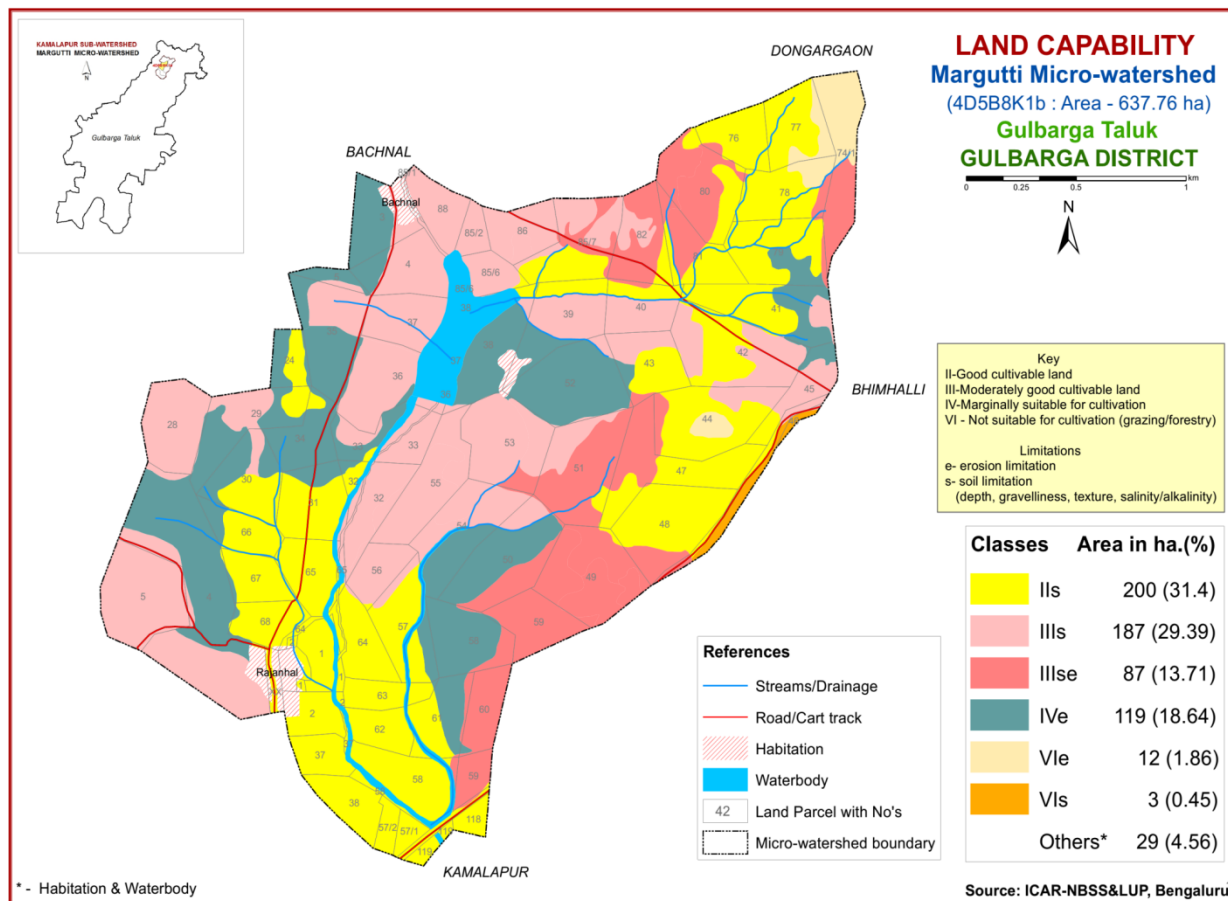 KAMALAPUR SUB-WATERSHED
MARGUTTI MICRO-WATERSHED
N
Gulbarga Taluk
LAND CAPABILITY
Margutti Micro-watershed
(4D5B8K1b : Area - 637.76 ha)
Gulbarga Taluk
GULBARGA DISTRICT
km
0 0.25 0.5 1
N
DONGARGAON
BACHNAL
BHIMHALLI
KAMALAPUR
Bachnal
Rajanhal
76
77
74/1
80
78
88
86
85/2
82
85/6
4
41
39
40
37
43
42
24
36
45
28
29
44
33
53
51
47
30
32
32
55
31
48
66
56
49
67
65
5
59
68
57
64
1
1
63
60
2
61
62
37
58
59
38
57/2
57/1
118
119
Key
II-Good cultivable land
III-Moderately good cultivable land
IV-Marginally suitable for cultivation
VI - Not suitable for cultivation (grazing/forestry)
Limitations
e- erosion limitation
s- soil limitation
(depth, gravelliness, texture, salinity/alkalinity)
Classes Area in ha.(%)
IIs 200 (31.4)
IIIs 187 (29.39)
IIIse 87 (13.71)
IVe 119 (18.64)
VIe 12 (1.86)
VIs 3 (0.45)
Others* 29 (4.56)
References
Streams/Drainage
Road/Cart track
Habitation
Waterbody
42 Land Parcel with No's
Micro-watershed boundary
* - Habitation & Waterbody
Source: ICAR-NBSS&LUP, Bengaluru